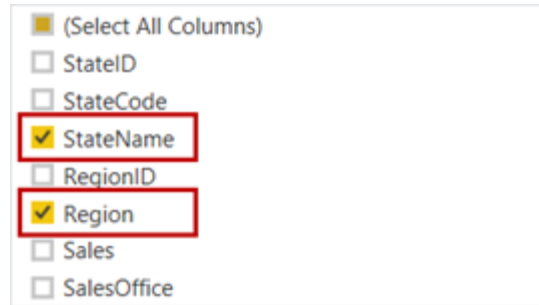 (Select All Columns)
StateID
StateCode
StateName
RegionID
Region
Sales
SalesOffice